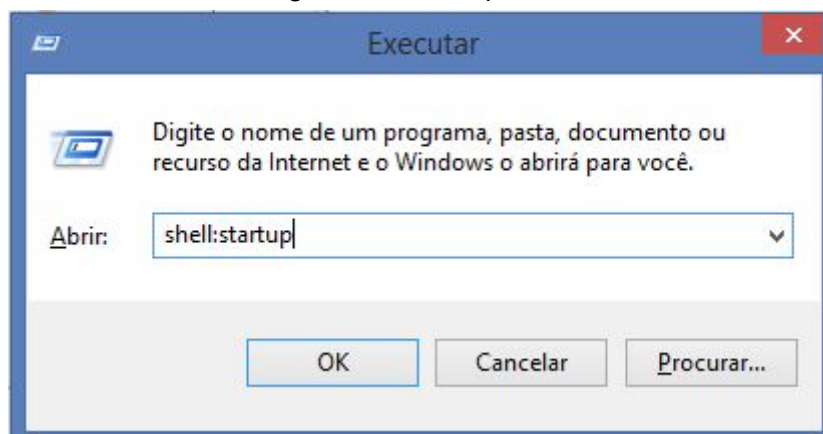 Executar
Digite o nome de um programa, pasta, documento ou
recurso da Internet e o Windows o abrirá para você.
Abrir: shell:startup
OK Cancelar Procurar...